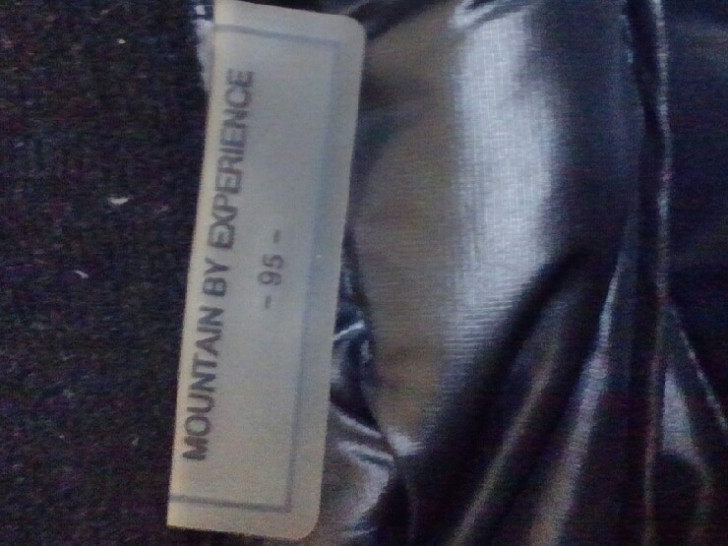 MOUNTAIN BY EXPERIENCE
- 95 -